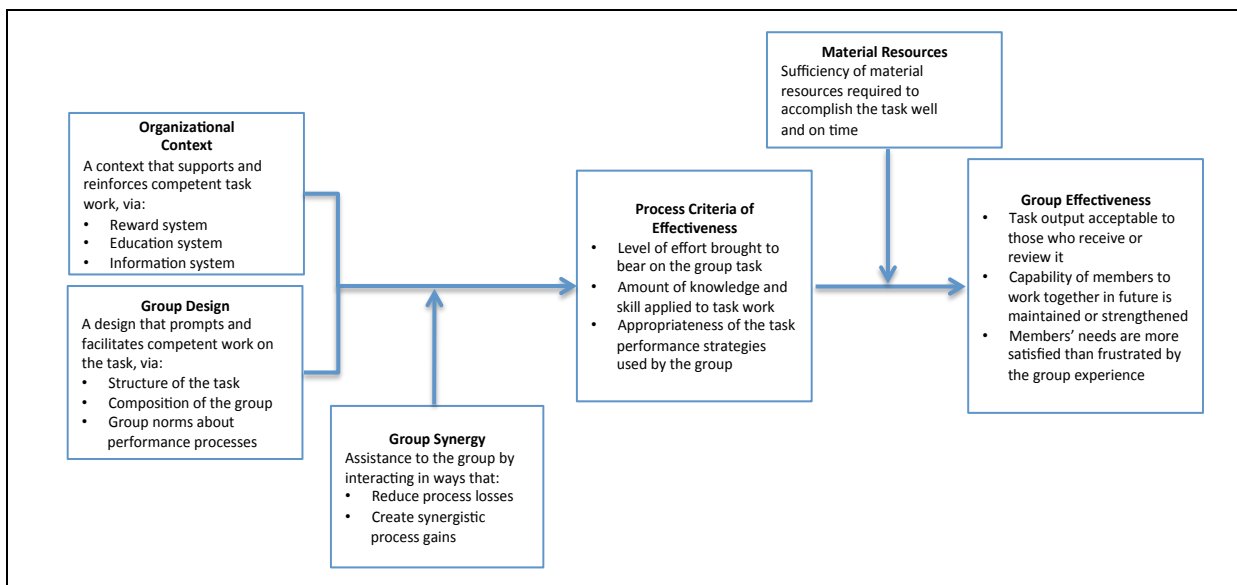 Organizational
Context
A context that supports and
reinforces competent task
work, via:
• Reward system
• Education system
• Information system
Group Design
A design that prompts and
facilitates competent work on
the task, via:
• Structure of the task
• Composition of the group
• Group norms about
performance processes
Group Synergy
Assistance to the group by
interacting in ways that:
• Reduce process losses
• Create synergistic
process gains
Process Criteria of
Effectiveness
• Level of effort brought to
bear on the group task
• Amount of knowledge and
skill applied to task work
• Appropriateness of the task
performance strategies
used by the group
Material Resources
Sufficiency of material
resources required to
accomplish the task well
and on time
Group Effectiveness
• Task output acceptable to
those who receive or
review it
• Capability of members to
work together in future is
maintained or strengthened
• Members' needs are more
satisfied than frustrated by
the group experience